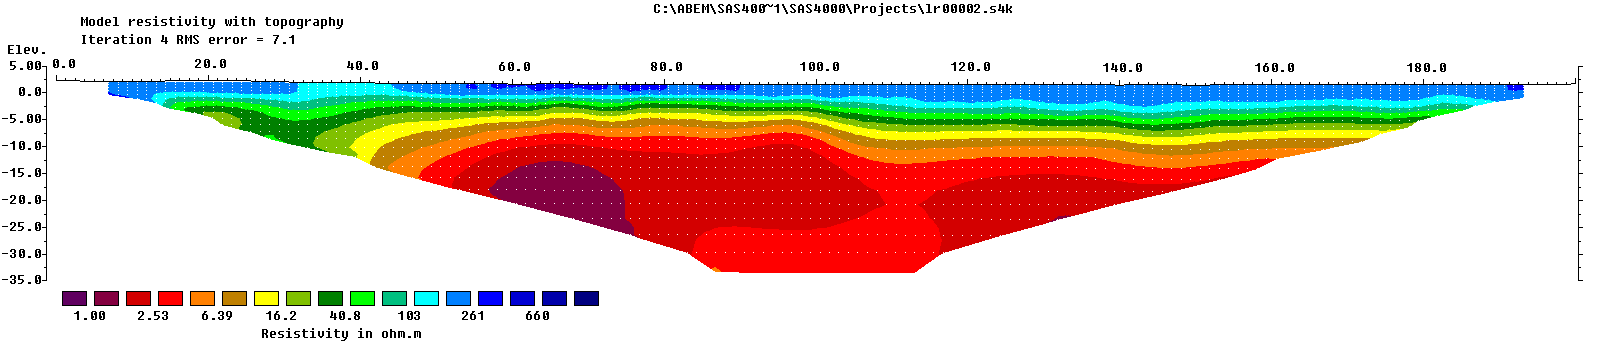 C:\ABEM\SAS400~1\SAS4000\Projects\lr00002.s4k
Model resistivity with topography
Iteration 4 RMS error = 7.1
Elev.
5.00 0.0 20.0 40.0 60.0 80.0 100.0 120.0 140.0 160.0 180.0
0.0
-5.00
-10.0
-15.0
-20.0
-25.0
-30.0
-35.0
1.00 2.53 6.39 16.2 40.8 103 261 660
Resistivity in ohm.m